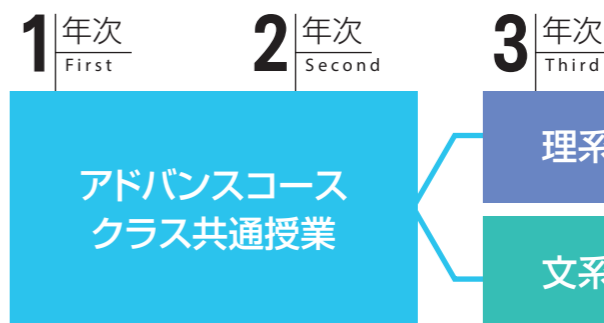 1 年次 First
2 年次 Second
3 年次 Third
アドバンスコース
クラス共通授業
理系
文系